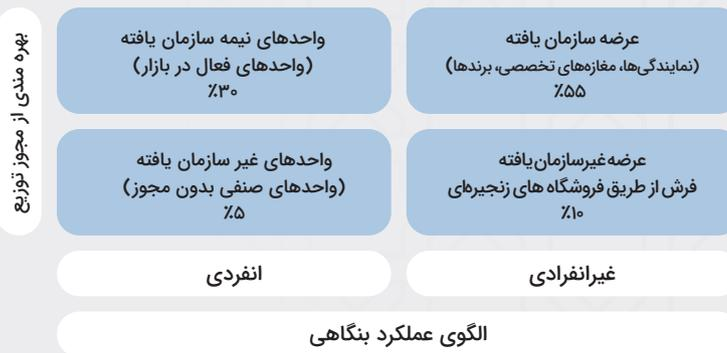 بهره مندی از مجوز توزیع
عرضه سازمان یافته
(نمایندگی‌ها، مغازه‌های تخصصی، برندها)
٪۵۵
واحدهای نیمه سازمان یافته
(واحدهای فعال در بازار)
٪۳۰
عرضه غیرسازمان‌یافته
فرش از طریق فروشگاه های زنجیره‌ای
٪۱۰
واحدهای غیر سازمان یافته
(واحدهای صنفی بدون مجوز)
٪۵
غیرانفرادی
انفردی
الگوی عملکرد بنگاهی